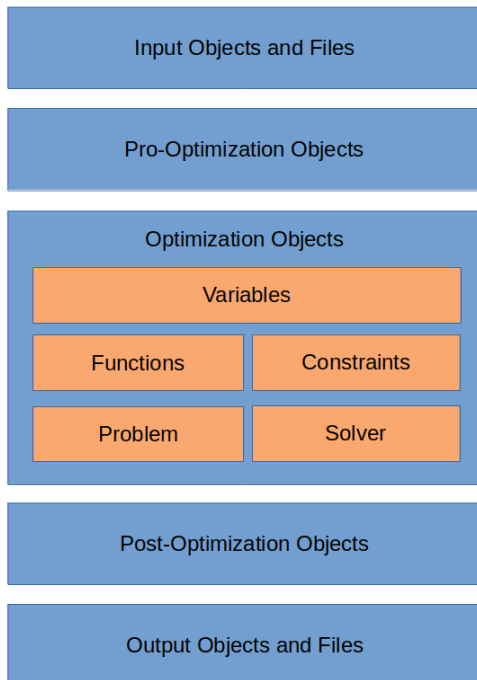 Input Objects and Files
Pro-Optimization Objects
Optimization Objects
Variables
Functions
Constraints
Problem
Solver
Post-Optimization Objects
Output Objects and Files